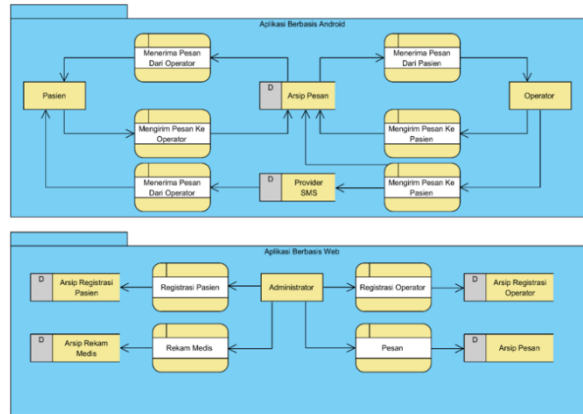 Aplikasi Berbasis Android
Menerima Pesan
Dari Operator
Menerima Pesan
Dari Pasien
Pasien
D
Arsip Pesan
Operator
Mengirim Pesan Ke
Operator
Mengirim Pesan Ke
Pasien
Menerima Pesan
Dari Operator
D
Provider
SMS
Mengirim Pesan Ke
Pasien
Aplikasi Berbasis Web
D
Arsip Registrasi
Pasien
Registrasi Pasien
Administrator
Registrasi Operator
D
Arsip Registrasi
Operator
D
Arsip Rekam
Medis
Rekam Medis
Pesan
D
Arsip Pesan